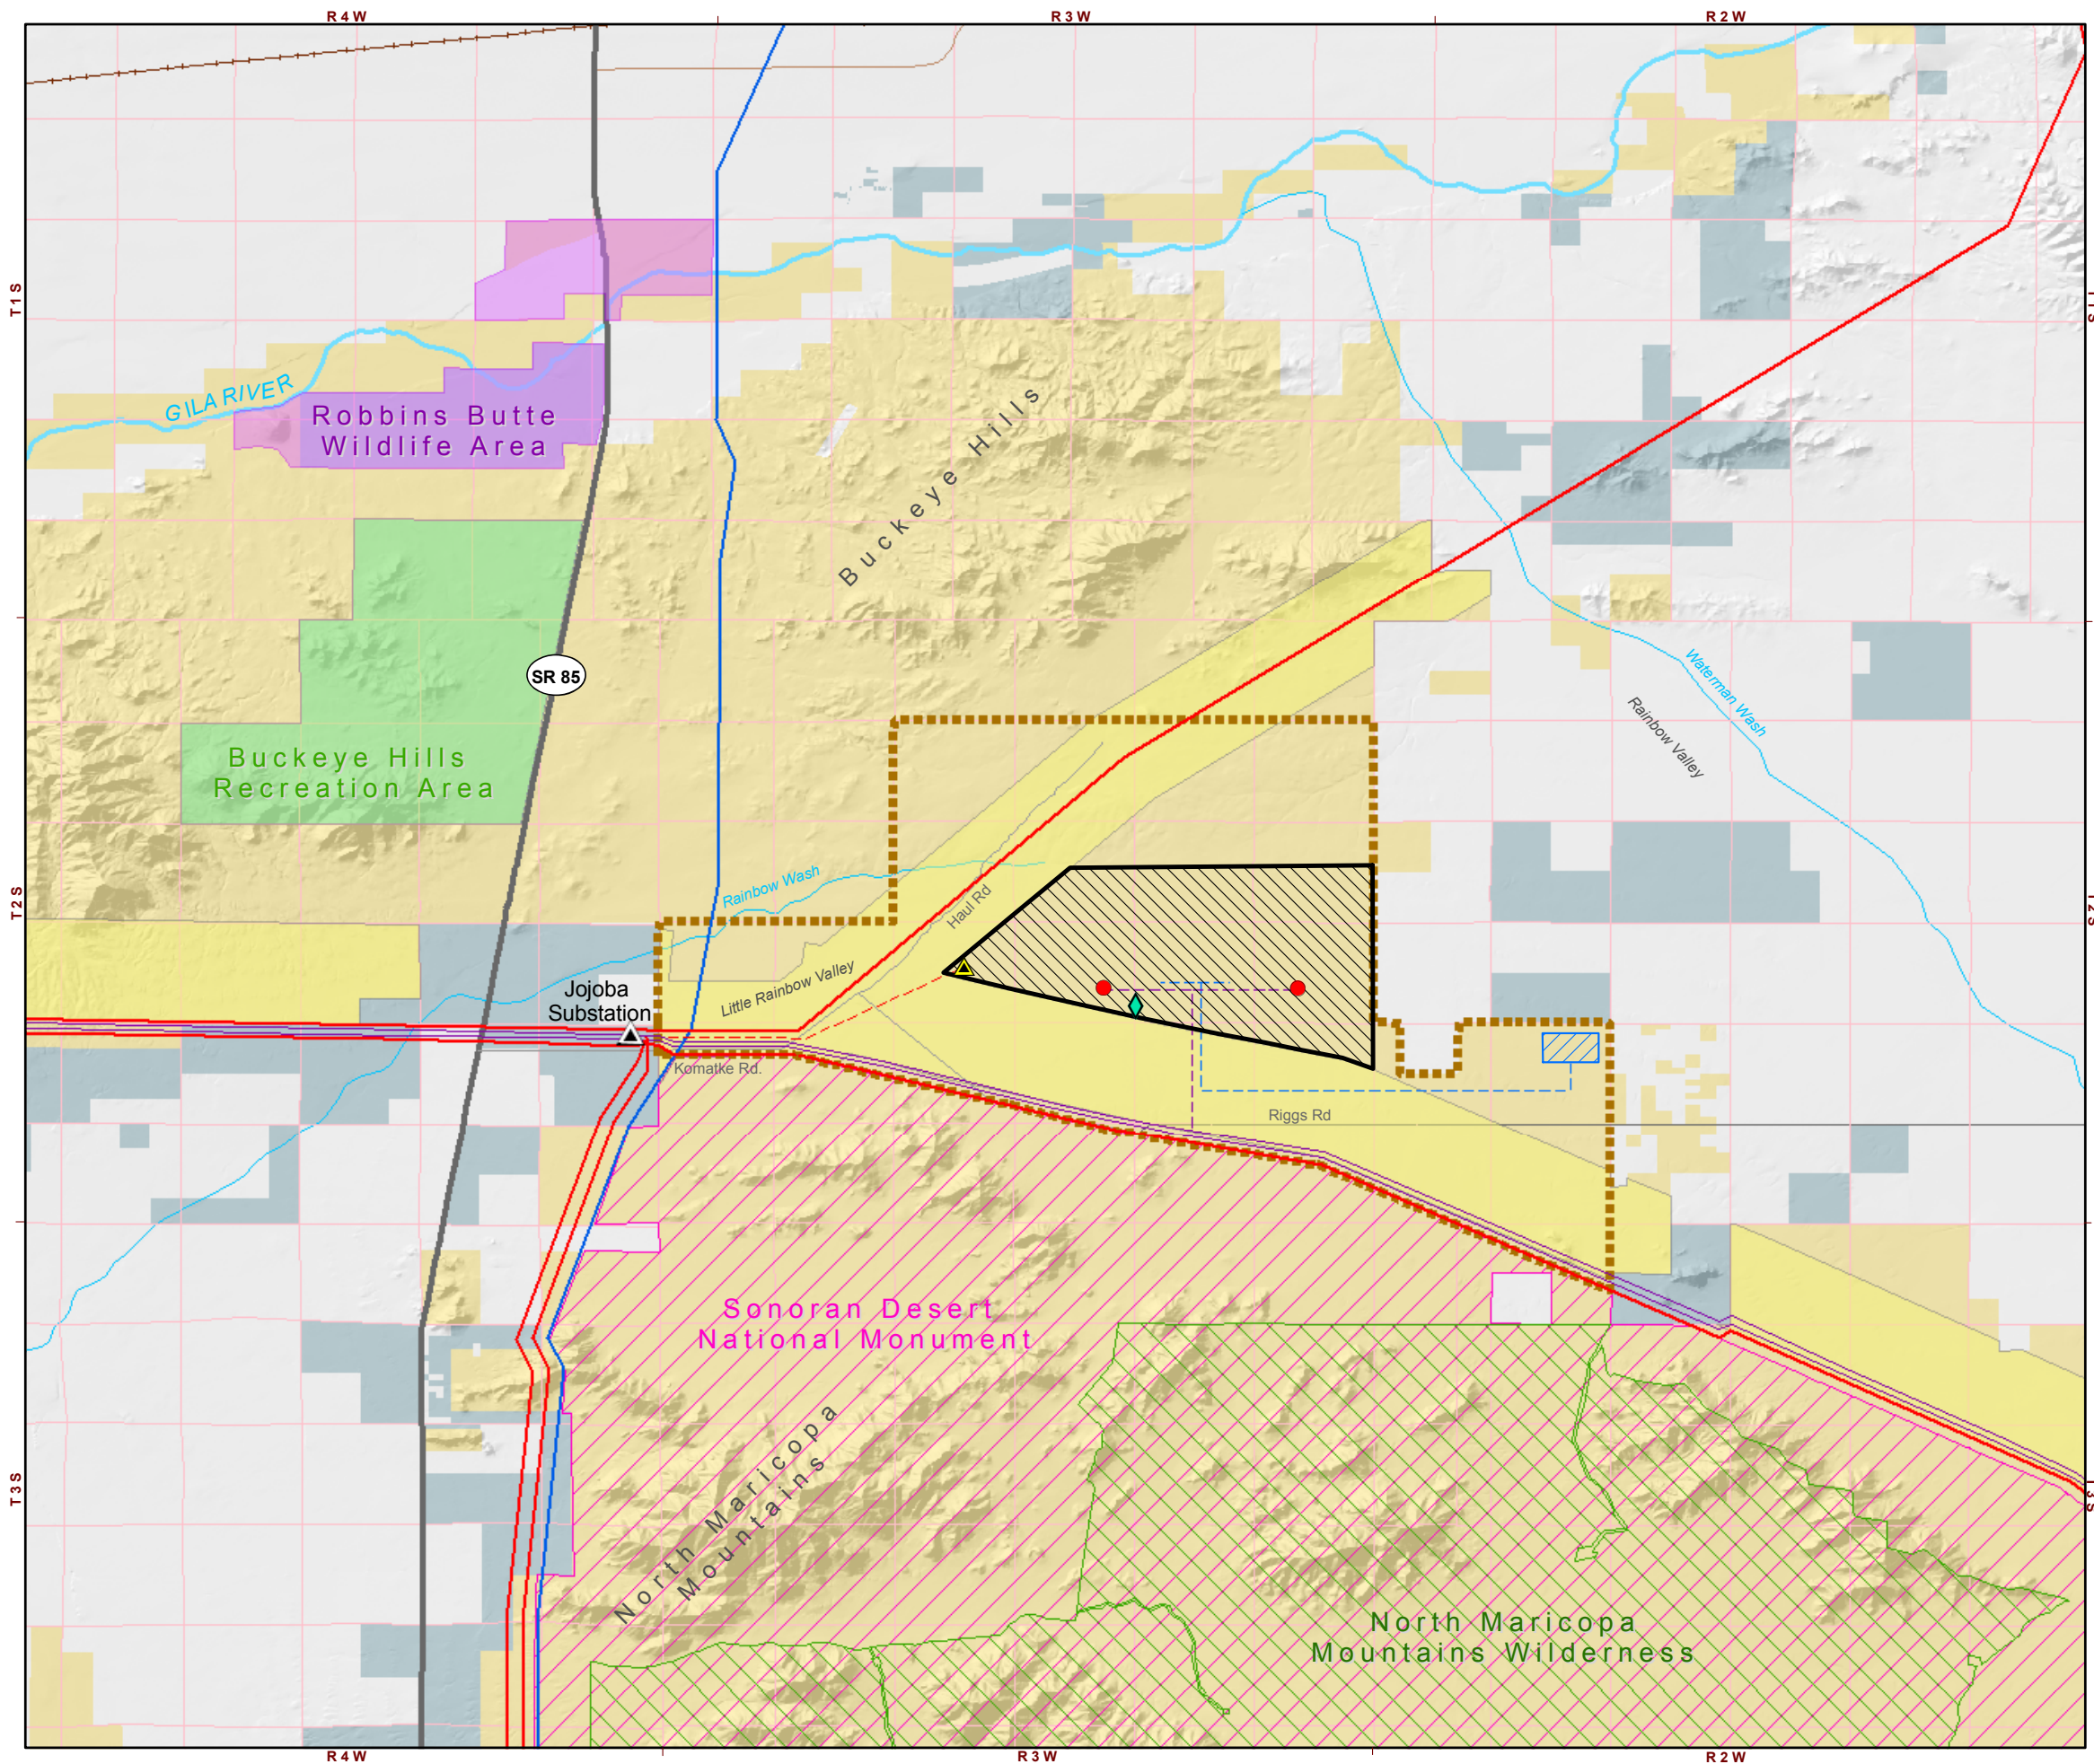 R 4 W
R 3 W
R 2 W
T 1 S
GILA RIVER
Robbins Butte
Wildlife Area
Buckeye Hills
SR 85
Waterman Wash
Rainbow Valley
Buckeye Hills
Recreation Area
Rainbow Wash
T 2 S
Haul Rd
Little Rainbow Valley
Jojoba
Substation
Komatke Rd.
Riggs Rd
Sonoran Desert
National Monument
North Maricopa
Mountains
T 3 S
North Maricopa
Mountains Wilderness
R 4 W
R 3 W
R 2 W